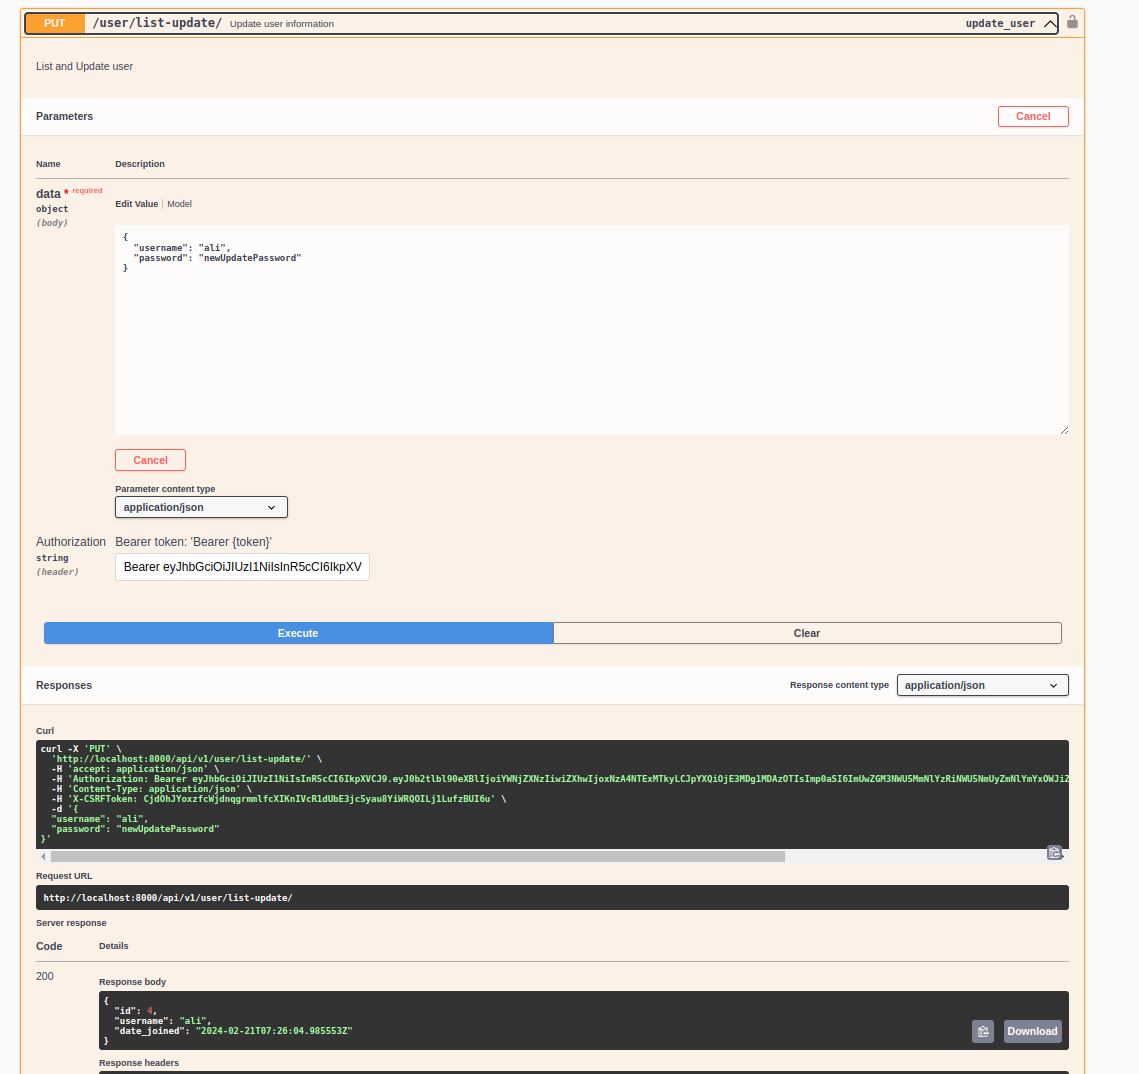 PUT /user/list-update/ Update user information update_user
List and Update user
Parameters Cancel
Name Description
data * required
object
(body)
Edit Value | Model
{
"username": "ali",
"password": "newUpdatePassword"
}
Cancel
Parameter content type
application/json
Authorization Bearer token: 'Bearer {token}'
string
(header)
Bearer eyJhbGciOiJIUzI1NiIsInR5cCI6IkpXV
Execute Clear
Responses Response content type application/json
Curl
curl -X 'PUT' \
'http://localhost:8000/api/v1/user/list-update/' \
-H 'accept: application/json' \
-H 'Authorization: Bearer
-H 'Content-Type: application/json' \
-H 'X-CSRFToken:
-d '{
"username": "ali",
"password": "newUpdatePassword"
}'
Request URL
http://localhost:8000/api/v1/user/list-update/
Server response
Code Details
200
Response body
{
"id": 4,
"username": "ali",
"date_joined": "2024-02-21T07:26:04.985553Z"
}
Download
Response headers